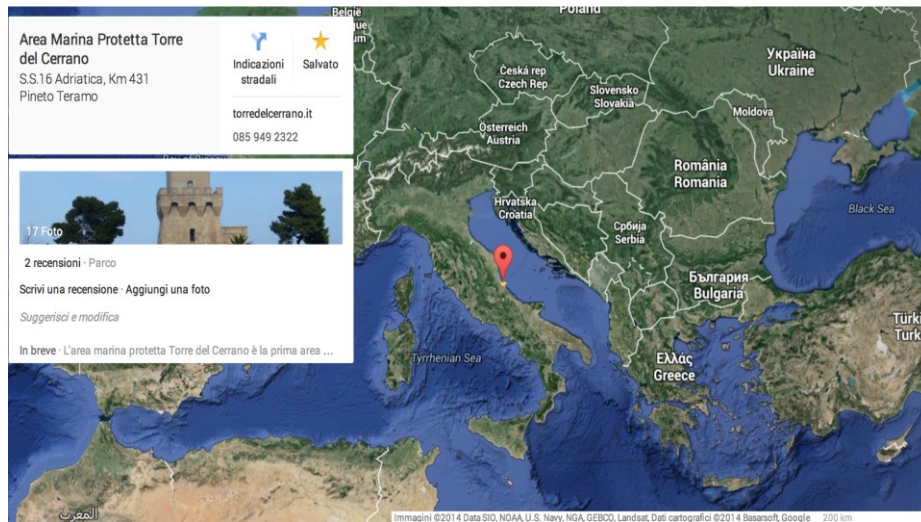 Area Marina Protetta Torre
del Cerrano
S.S.16 Adriatica, Km 431
Pineto Teramo
Indicazioni
stradali
Salvato
torredelcerrano.it
085 949 2322
17 Foto
2 recensioni · Parco
Scrivi una recensione · Aggiungi una foto
Suggerisci e modifica
In breve · L'area marina protetta Torre del Cerrano è la prima area ...
België
Poland
Україна
Ukraine
Česká rep
Czech Rep
Slovensko
Slovakia
Moldova
Österreich
Austria
România
Romania
Hrvatska
Croatia
Србија
Serbia
Black Sea
България
Bulgaria
Tyrrhenian Sea
Ελλάς
Greece
المغرب
Immagini ©2014 Data SIO, NOAA, U.S. Navy, NGA, GEBCO, Landsat, Dati cartografici ©2014 Basarsoft, Google 200 km